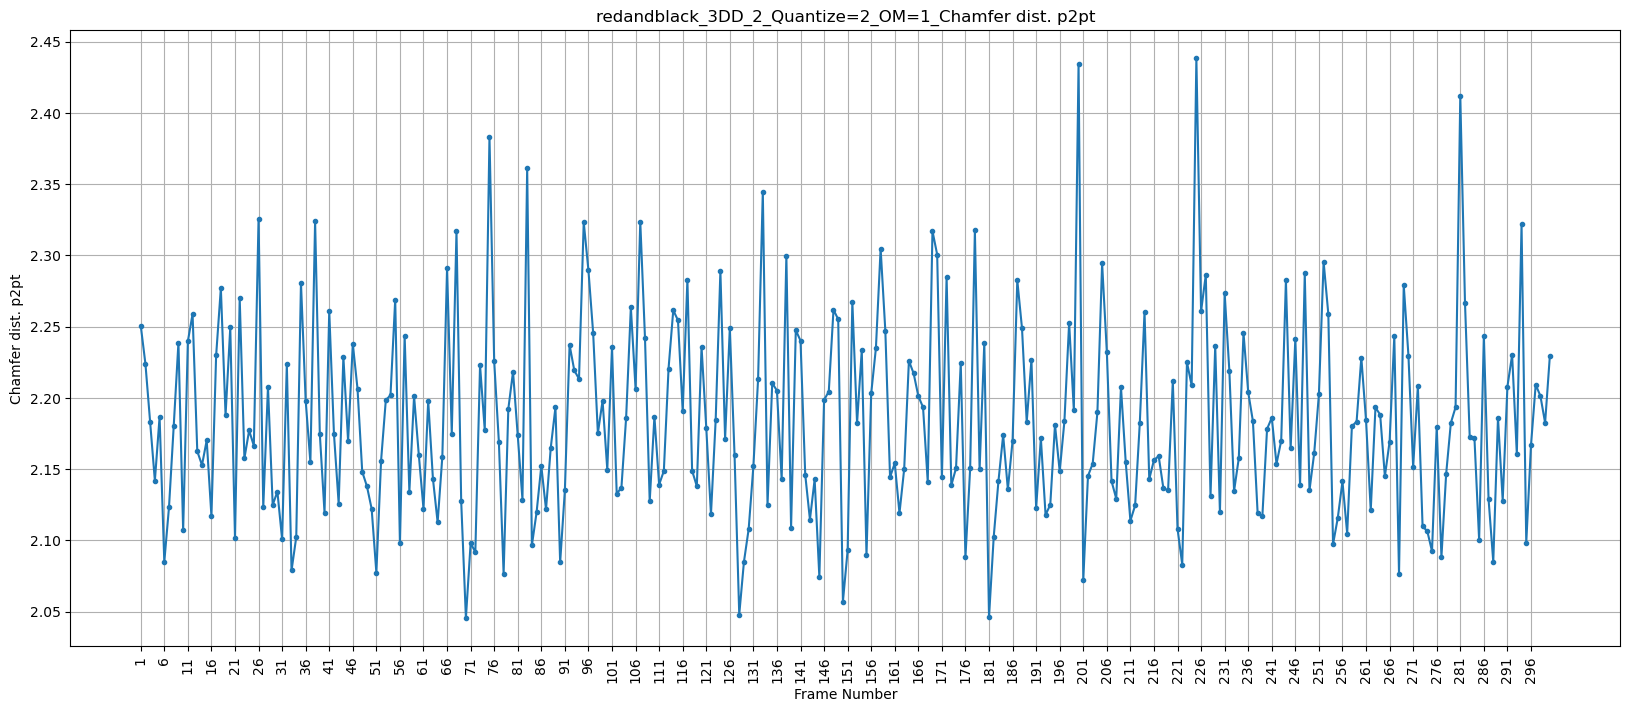 redandblack_3DD_2_Quantize=2_OM=1_Chamfer dist. p2pt
Chamfer dist. p2pt
2.45
2.40
2.35
2.30
2.25
2.20
2.15
2.10
2.05
1 6 11 16 21 26 31 36 41 46 51 56 61 66 71 76 81 86 91 96 101 106 111 116 121 126 131 136 141 146 151 156 161 166 171 176 181 186 191 196 201 206 211 216 221 226 231 236 241 246 251 256 261 266 271 276 281 286 291 296
Frame Number